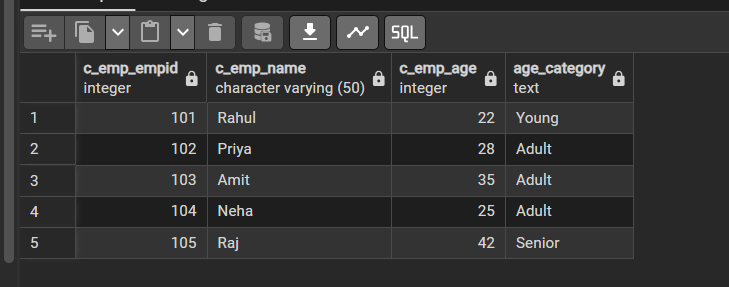 SQL
c_emp_empid c_emp_name c_emp_age age_category
integer character varying (50) integer text
1 101 Rahul 22 Young
2 102 Priya 28 Adult
3 103 Amit 35 Adult
4 104 Neha 25 Adult
5 105 Raj 42 Senior